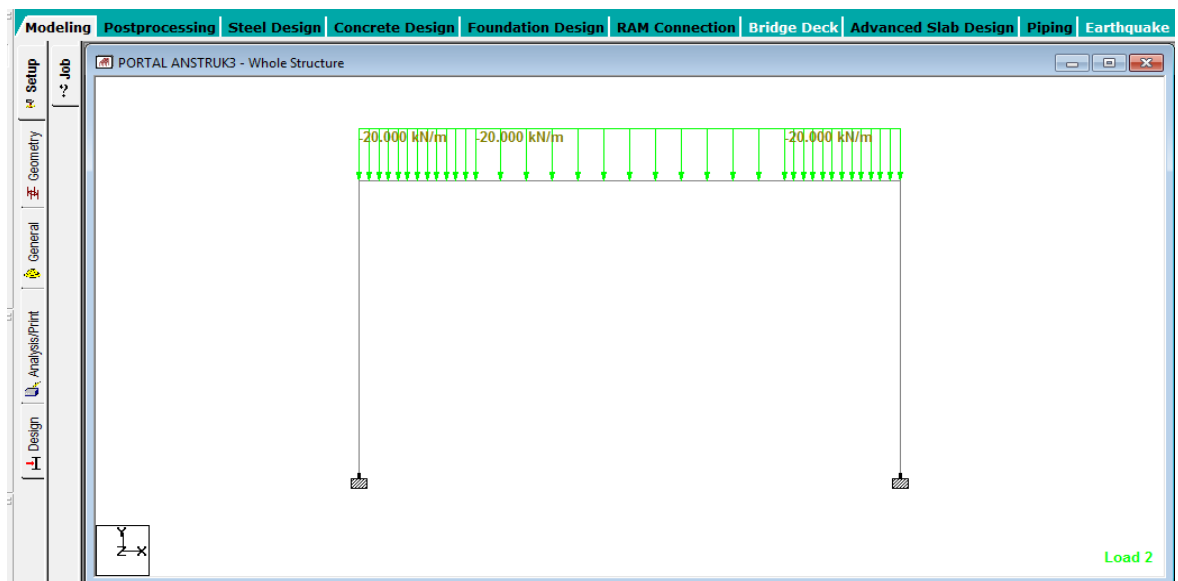 Modeling Postprocessing Steel Design Concrete Design Foundation Design RAM Connection Bridge Deck Advanced Slab Design Piping Earthquake
Setup
Geometry
General
Analysis/Print
Design
Job
PORTAL ANSTRUK3 - Whole Structure
-20.000 kN/m -20.000 kN/m -20.000 kN/m
Y
Z X
Load 2